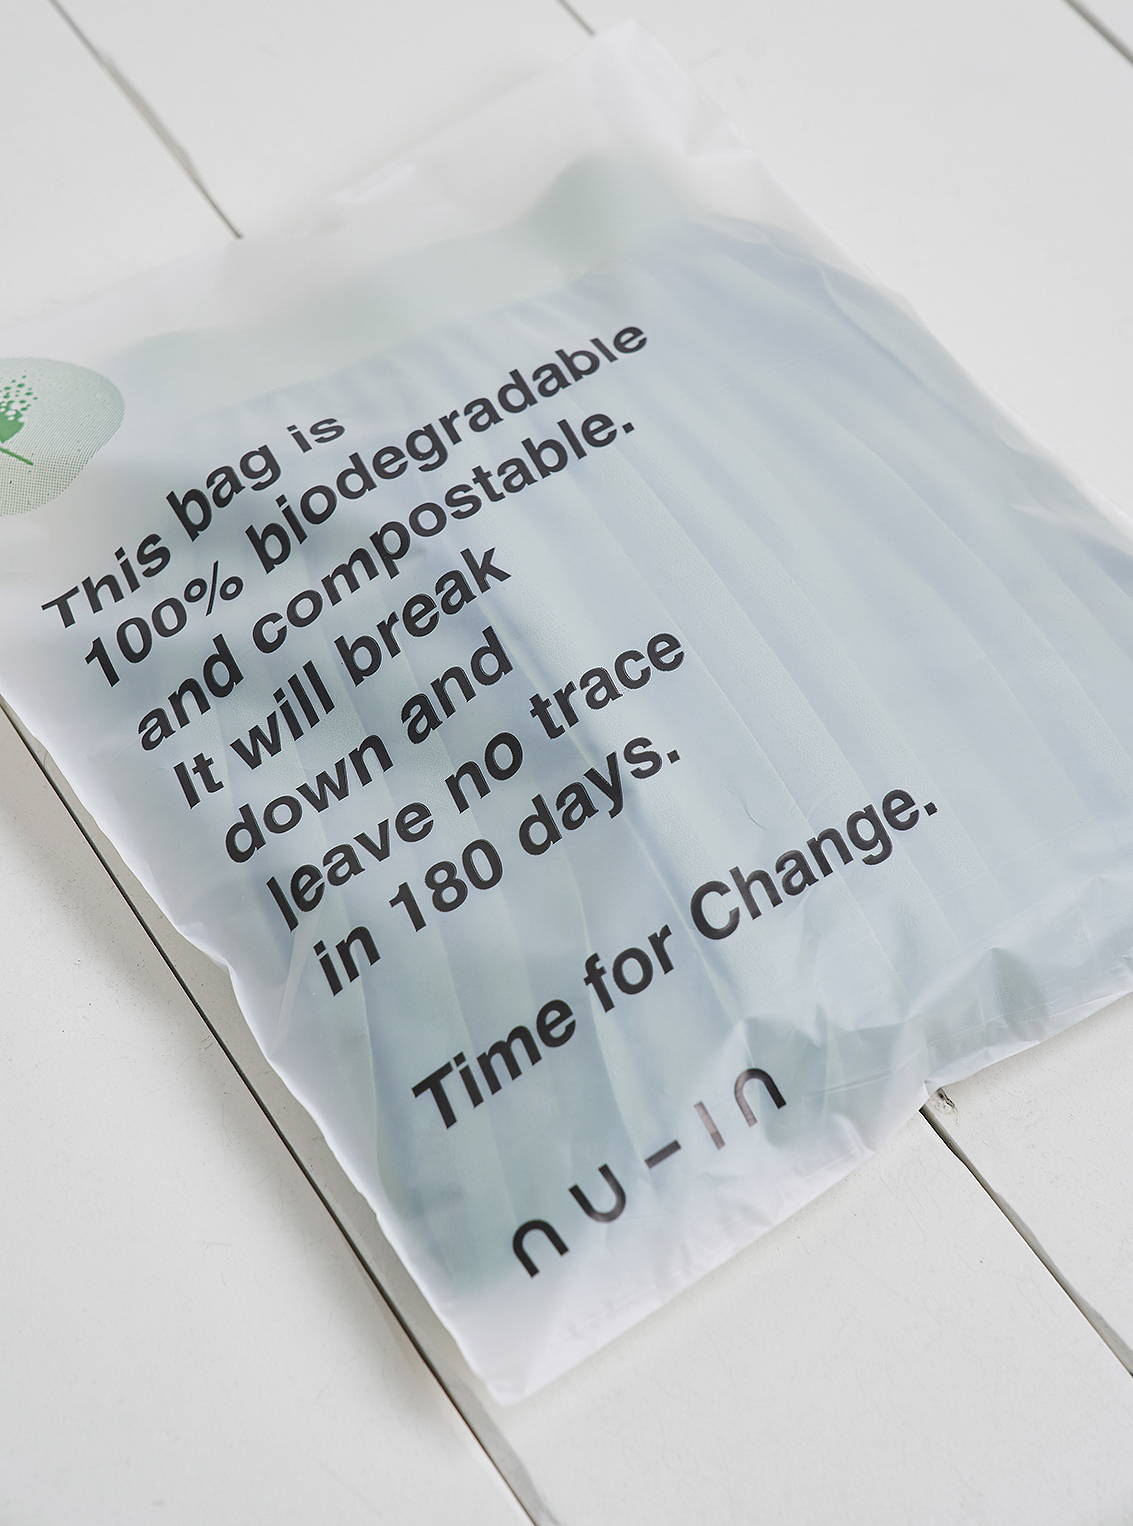 This bag is
100% biodegradable
and compostable.
It will break
down and
leave no trace
in 180 days.
Time for Change.
nu-in